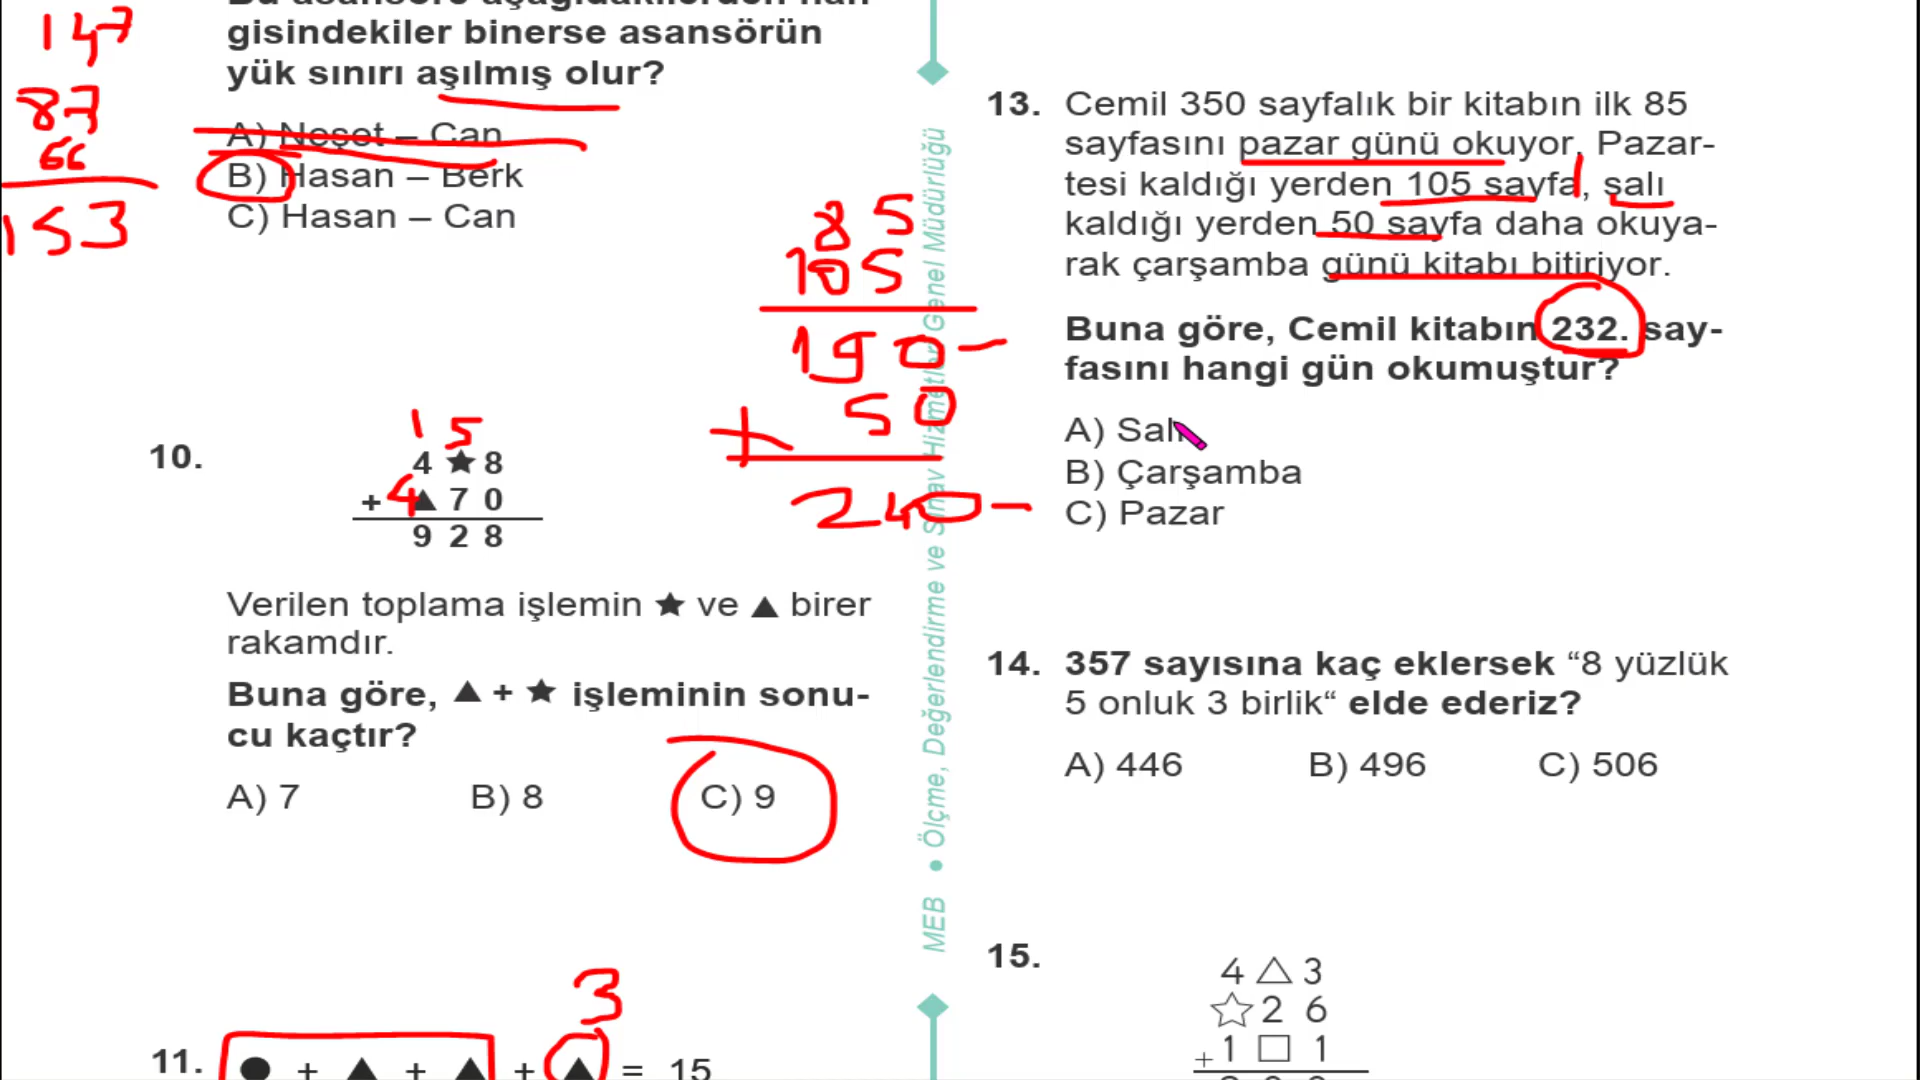 gisindekiler binerse asansörün
yük sınırı aşılmış olur?
A) Neşet – Can
B) Hasan – Berk
C) Hasan – Can
147
87
66
153
10.
1 5
4 ★ 8
+ 4 ▲ 7 0
9 2 8
Verilen toplama işlemin ★ ve ▲ birer
rakamdır.
Buna göre, ▲ + ★ işleminin sonu-
cu kaçtır?
A) 7 B) 8 C) 9
3
11. ● + ▲ + ▲ + ▲ = 15
85
105
190 –
+ 50
240 –
MEB ● Ölçme, Değerlendirme ve Sınav Hizmetleri Genel Müdürlüğü
13. Cemil 350 sayfalık bir kitabın ilk 85
sayfasını pazar günü okuyor. Pazar-
tesi kaldığı yerden 105 sayfa, salı
kaldığı yerden 50 sayfa daha okuya-
rak çarşamba günü kitabı bitiriyor.
Buna göre, Cemil kitabın 232. say-
fasını hangi gün okumuştur?
A) Salı
B) Çarşamba
C) Pazar
14. 357 sayısına kaç eklersek “8 yüzlük
5 onluk 3 birlik“ elde ederiz?
A) 446 B) 496 C) 506
15.
4 △ 3
☆ 2 6
+ 1 □ 1